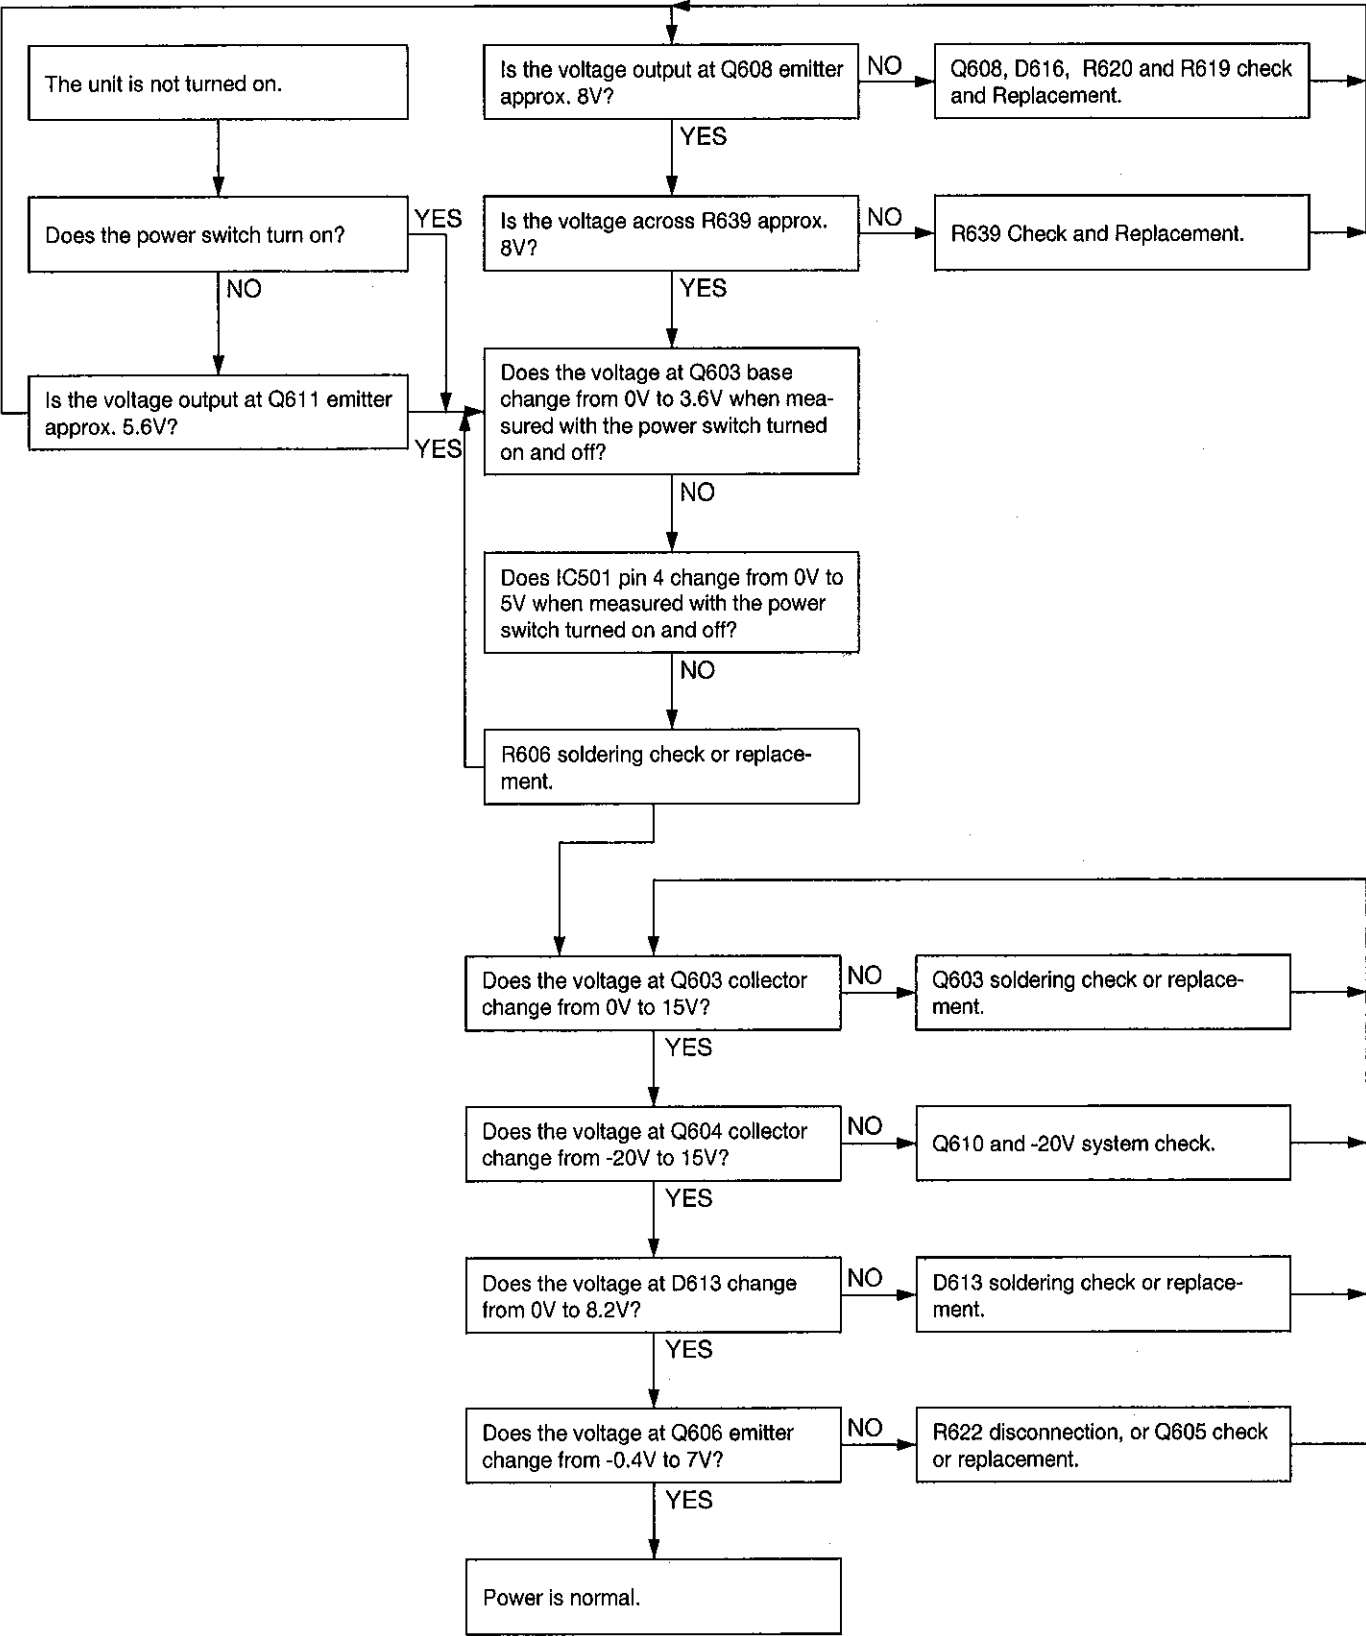 The unit is not turned on.
Does the power switch turn on?
YES
NO
Is the voltage output at Q611 emitter
approx. 5.6V?
YES
Is the voltage output at Q608 emitter
approx. 8V?
NO
Q608, D616, R620 and R619 check
and Replacement.
YES
Is the voltage across R639 approx.
8V?
NO
R639 Check and Replacement.
YES
Does the voltage at Q603 base
change from 0V to 3.6V when mea-
sured with the power switch turned
on and off?
NO
Does IC501 pin 4 change from 0V to
5V when measured with the power
switch turned on and off?
NO
R606 soldering check or replace-
ment.
Does the voltage at Q603 collector
change from 0V to 15V?
NO
Q603 soldering check or replace-
ment.
YES
Does the voltage at Q604 collector
change from -20V to 15V?
NO
Q610 and -20V system check.
YES
Does the voltage at D613 change
from 0V to 8.2V?
NO
D613 soldering check or replace-
ment.
YES
Does the voltage at Q606 emitter
change from -0.4V to 7V?
NO
R622 disconnection, or Q605 check
or replacement.
YES
Power is normal.